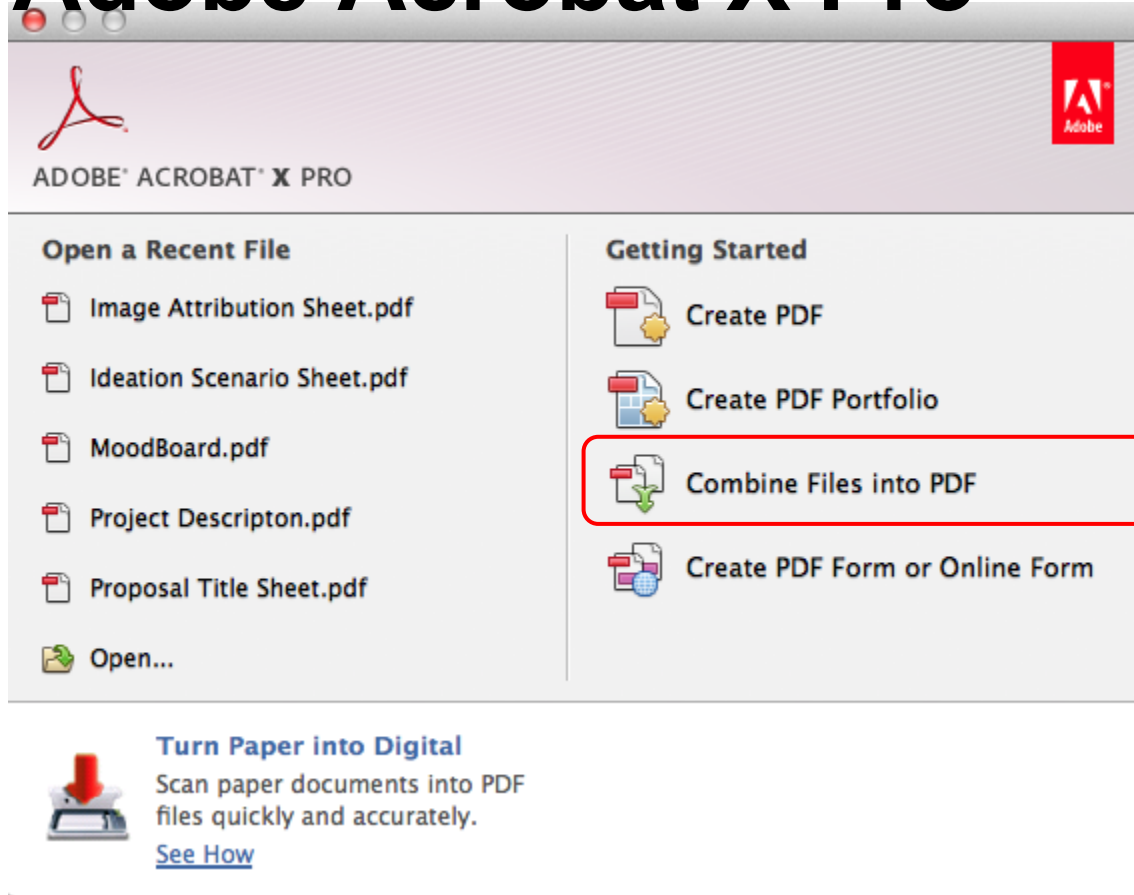 Adobe Acrobat X Pro
Adobe
ADOBE® ACROBAT® X PRO
Open a Recent File
Image Attribution Sheet.pdf
Ideation Scenario Sheet.pdf
MoodBoard.pdf
Project Descripton.pdf
Proposal Title Sheet.pdf
Open...
Getting Started
Create PDF
Create PDF Portfolio
Combine Files into PDF
Create PDF Form or Online Form
Turn Paper into Digital
Scan paper documents into PDF
files quickly and accurately.
See How